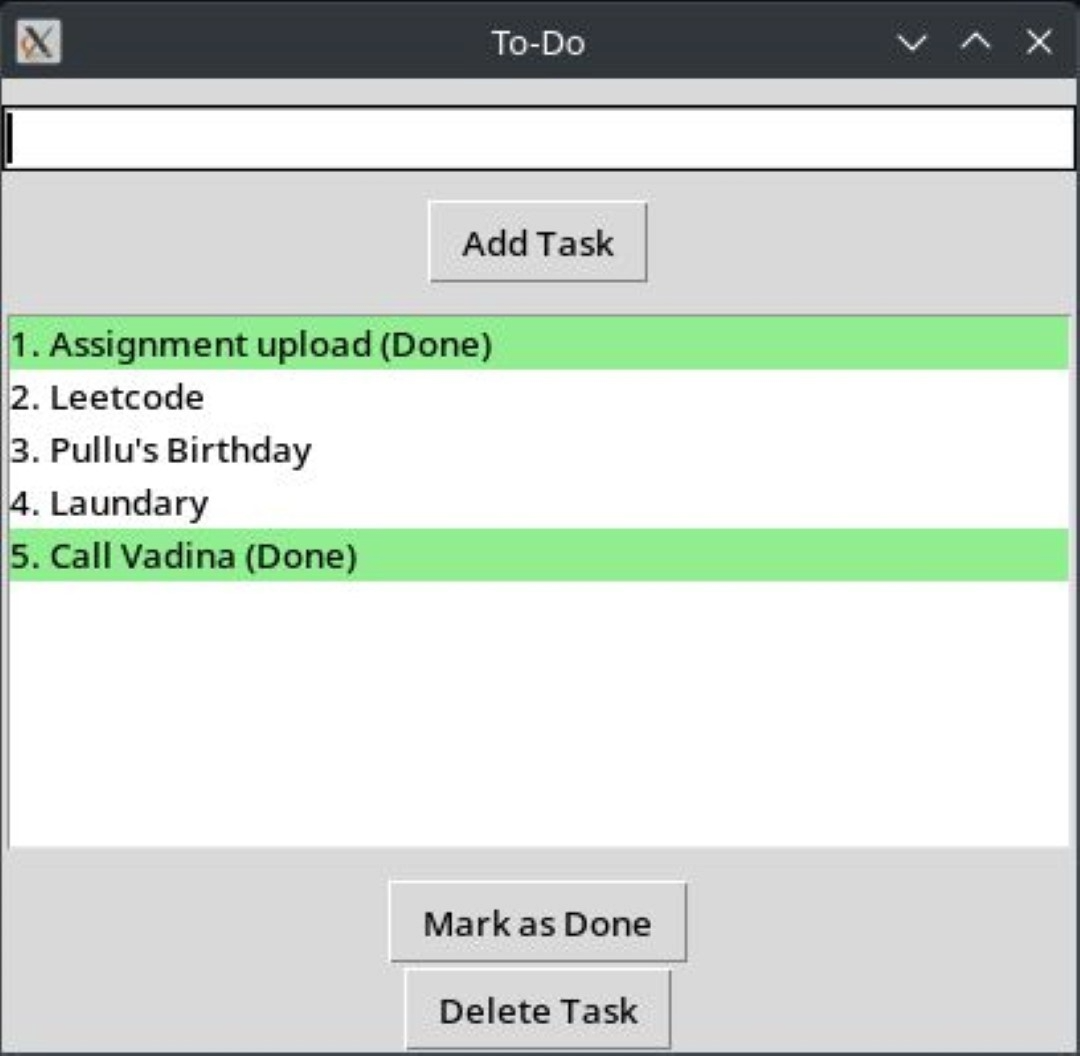 To-Do
Add Task
1. Assignment upload (Done)
2. Leetcode
3. Pullu's Birthday
4. Laundary
5. Call Vadina (Done)
Mark as Done
Delete Task